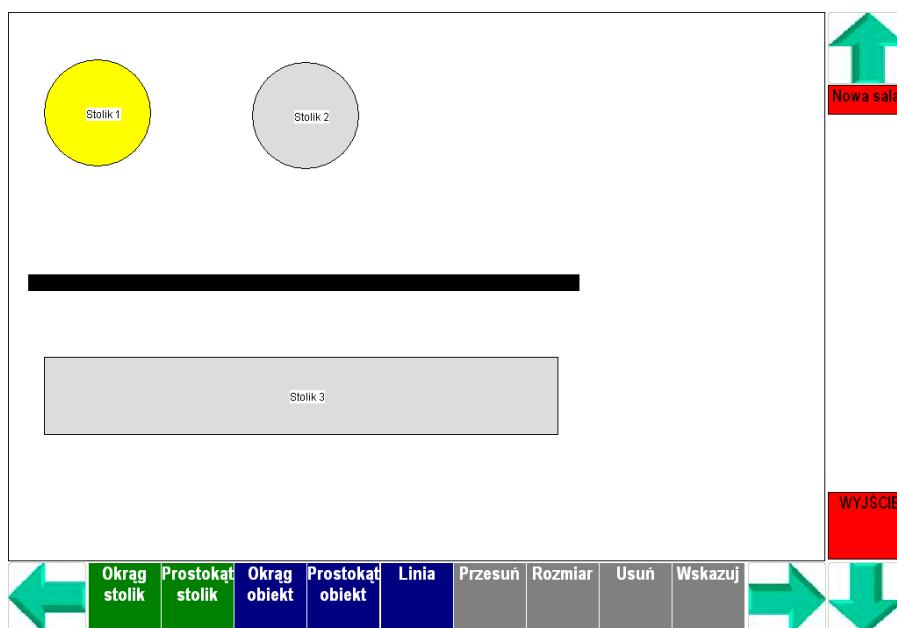 Stolik 1
Stolik 2
Nowa sala
Stolik 3
WYJŚCIE
Okrąg
stolik
Prostokąt
stolik
Okrąg
obiekt
Prostokąt
obiekt
Linia
Przesuń
Rozmiar
Usuń
Wskazuj